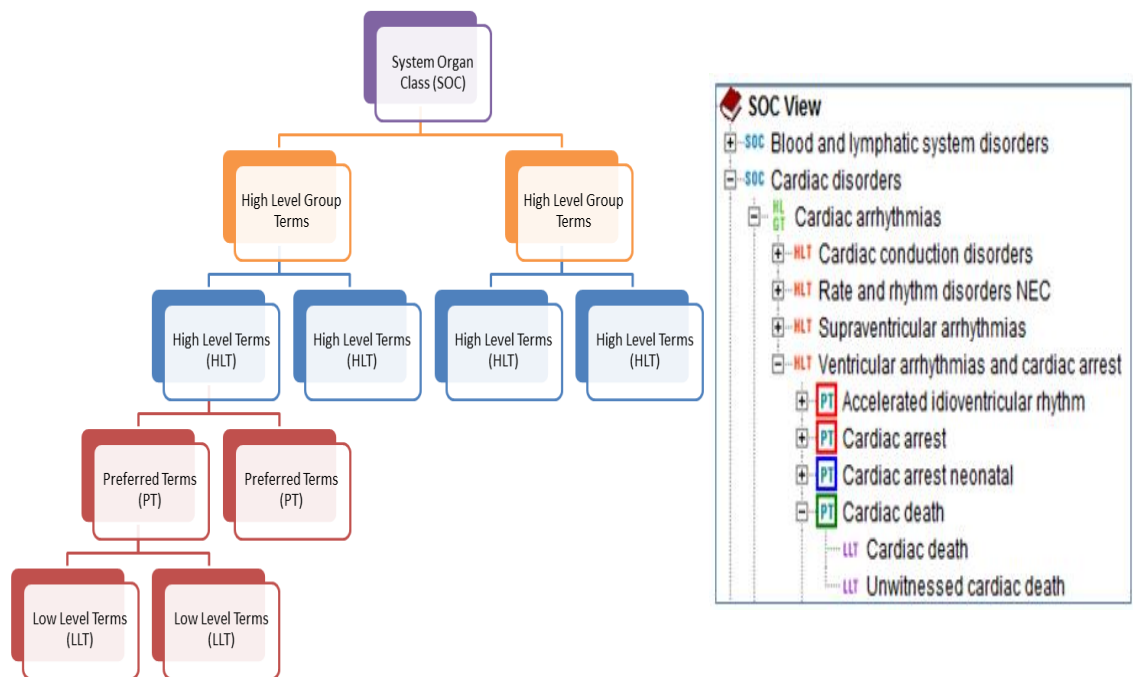 System Organ
Class (SOC)
High Level Group
Terms
High Level Group
Terms
High Level Terms
(HLT)
High Level Terms
(HLT)
High Level Terms
(HLT)
High Level Terms
(HLT)
Preferred Terms
(PT)
Preferred Terms
(PT)
Low Level Terms
(LLT)
Low Level Terms
(LLT)
SOC View
SOC Blood and lymphatic system disorders
SOC Cardiac disorders
HL
GT Cardiac arrhythmias
HLT Cardiac conduction disorders
HLT Rate and rhythm disorders NEC
HLT Supraventricular arrhythmias
HLT Ventricular arrhythmias and cardiac arrest
PT Accelerated idioventricular rhythm
PT Cardiac arrest
PT Cardiac arrest neonatal
PT Cardiac death
LLT Cardiac death
LLT Unwitnessed cardiac death